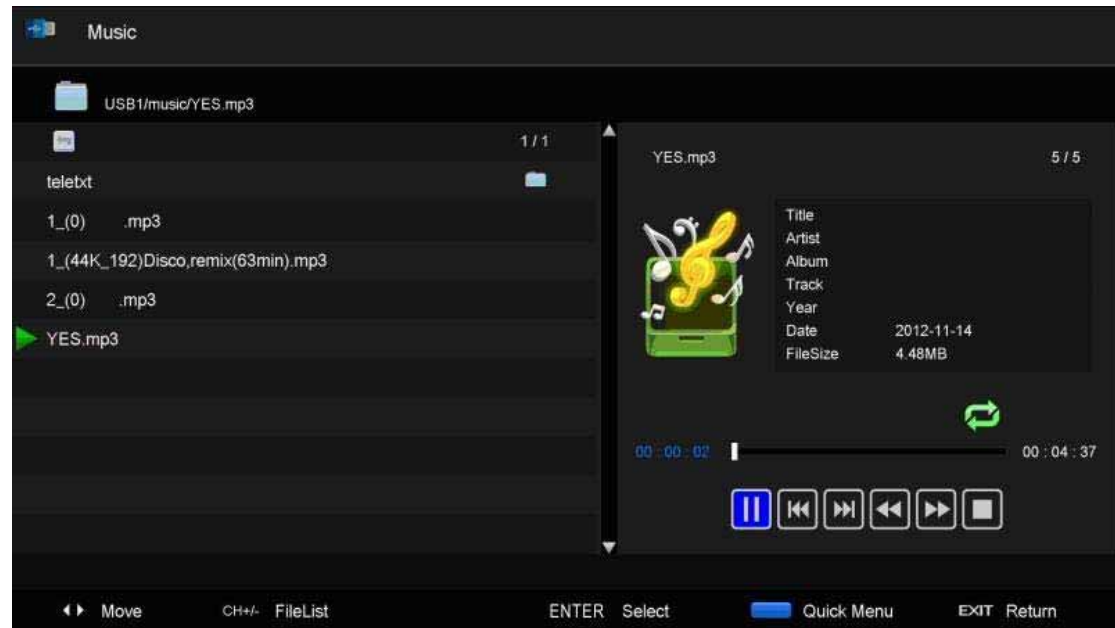 Music
USB1/music/YES.mp3
1 / 1
teletxt
1_(0) .mp3
1_(44K_192)Disco,remix(63min).mp3
2_(0) .mp3
YES.mp3
YES.mp3 5 / 5
Title
Artist
Album
Track
Year
Date 2012-11-14
FileSize 4.48MB
00 : 00 : 02 00 : 04 : 37
Move CH+/- FileList ENTER Select Quick Menu EXIT Return